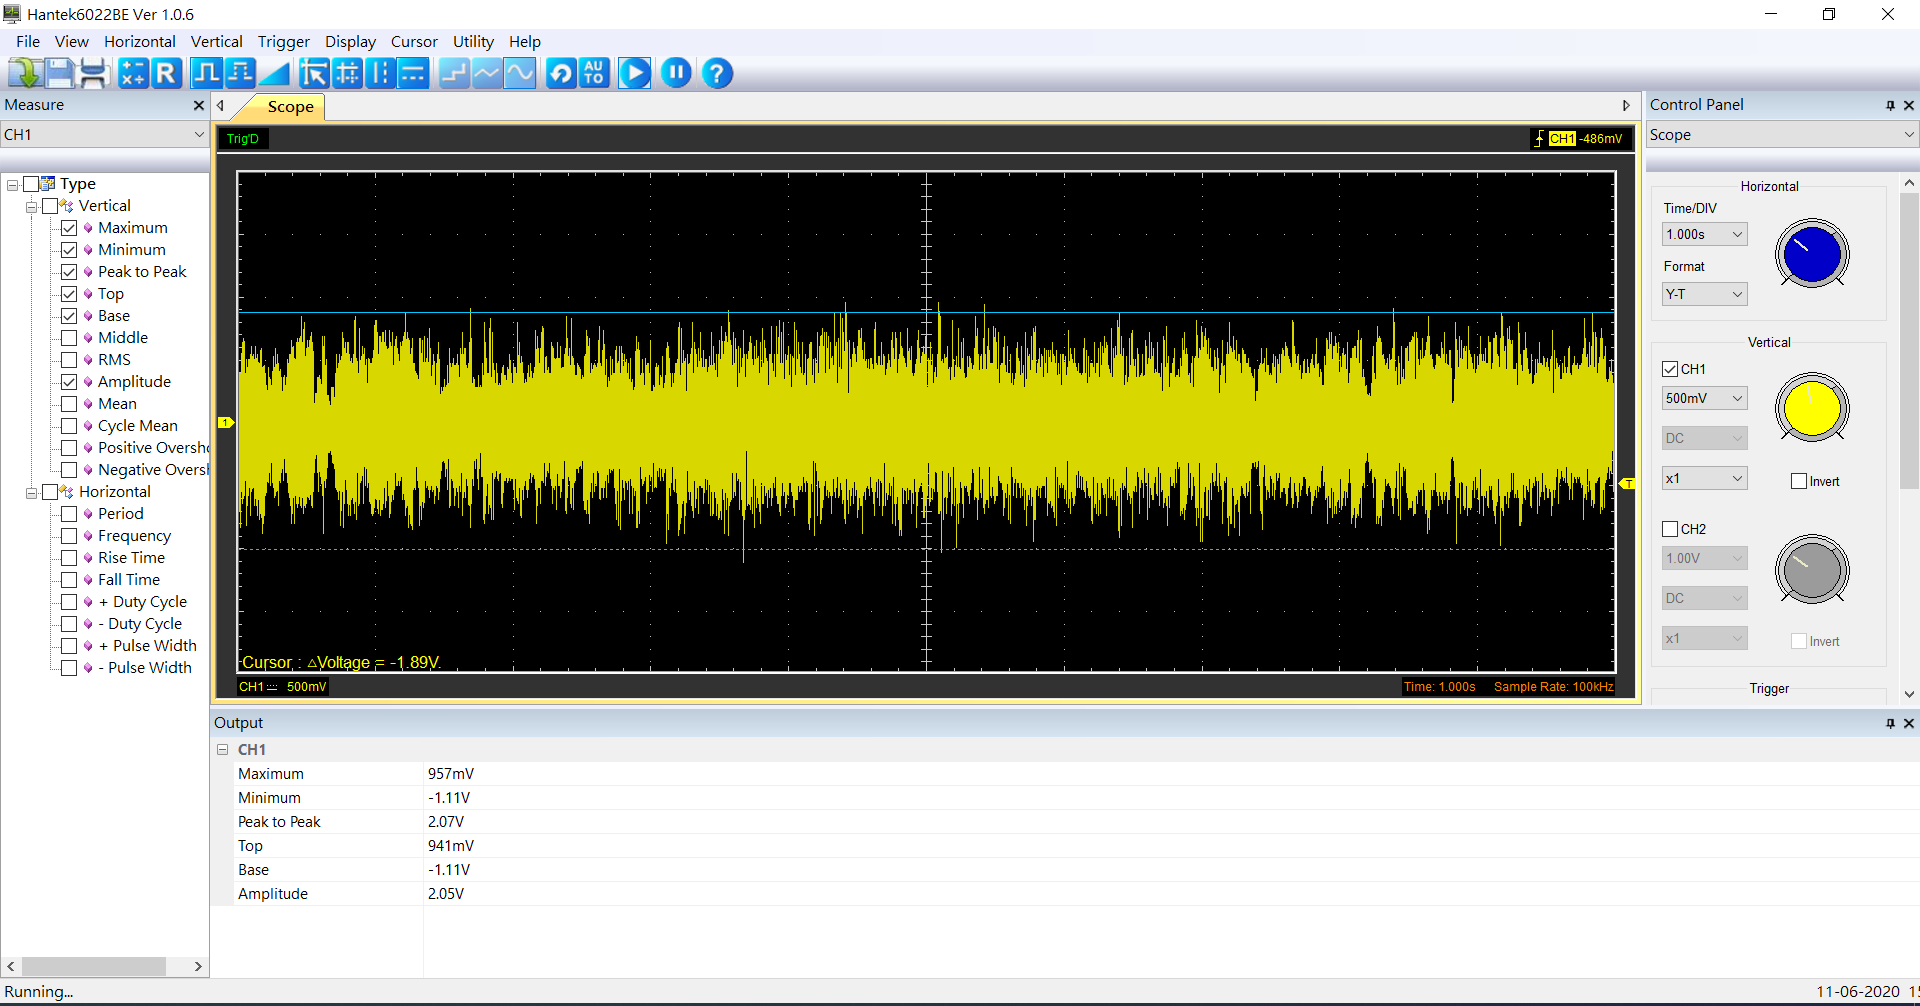 Hantek6022BE Ver 1.0.6
File View Horizontal Vertical Trigger Display Cursor Utility Help
R AU TO ?
Measure
CH1
Type
Vertical
Maximum
Minimum
Peak to Peak
Top
Base
Middle
RMS
Amplitude
Mean
Cycle Mean
Positive Oversh
Negative Oversh
Horizontal
Period
Frequency
Rise Time
Fall Time
+ Duty Cycle
- Duty Cycle
+ Pulse Width
- Pulse Width
Scope
Trig'D
CH1 -486mV
1
T
Cursor : △Voltage = -1.89V
CH1 500mV
Time: 1.000s Sample Rate: 100kHz
Control Panel
Scope
Horizontal
Time/DIV
1.000s
Format
Y-T
Vertical
CH1
500mV
DC
x1
Invert
CH2
1.00V
DC
x1
Invert
Trigger
Output
CH1
Maximum 957mV
Minimum -1.11V
Peak to Peak 2.07V
Top 941mV
Base -1.11V
Amplitude 2.05V
Running...
11-06-2020